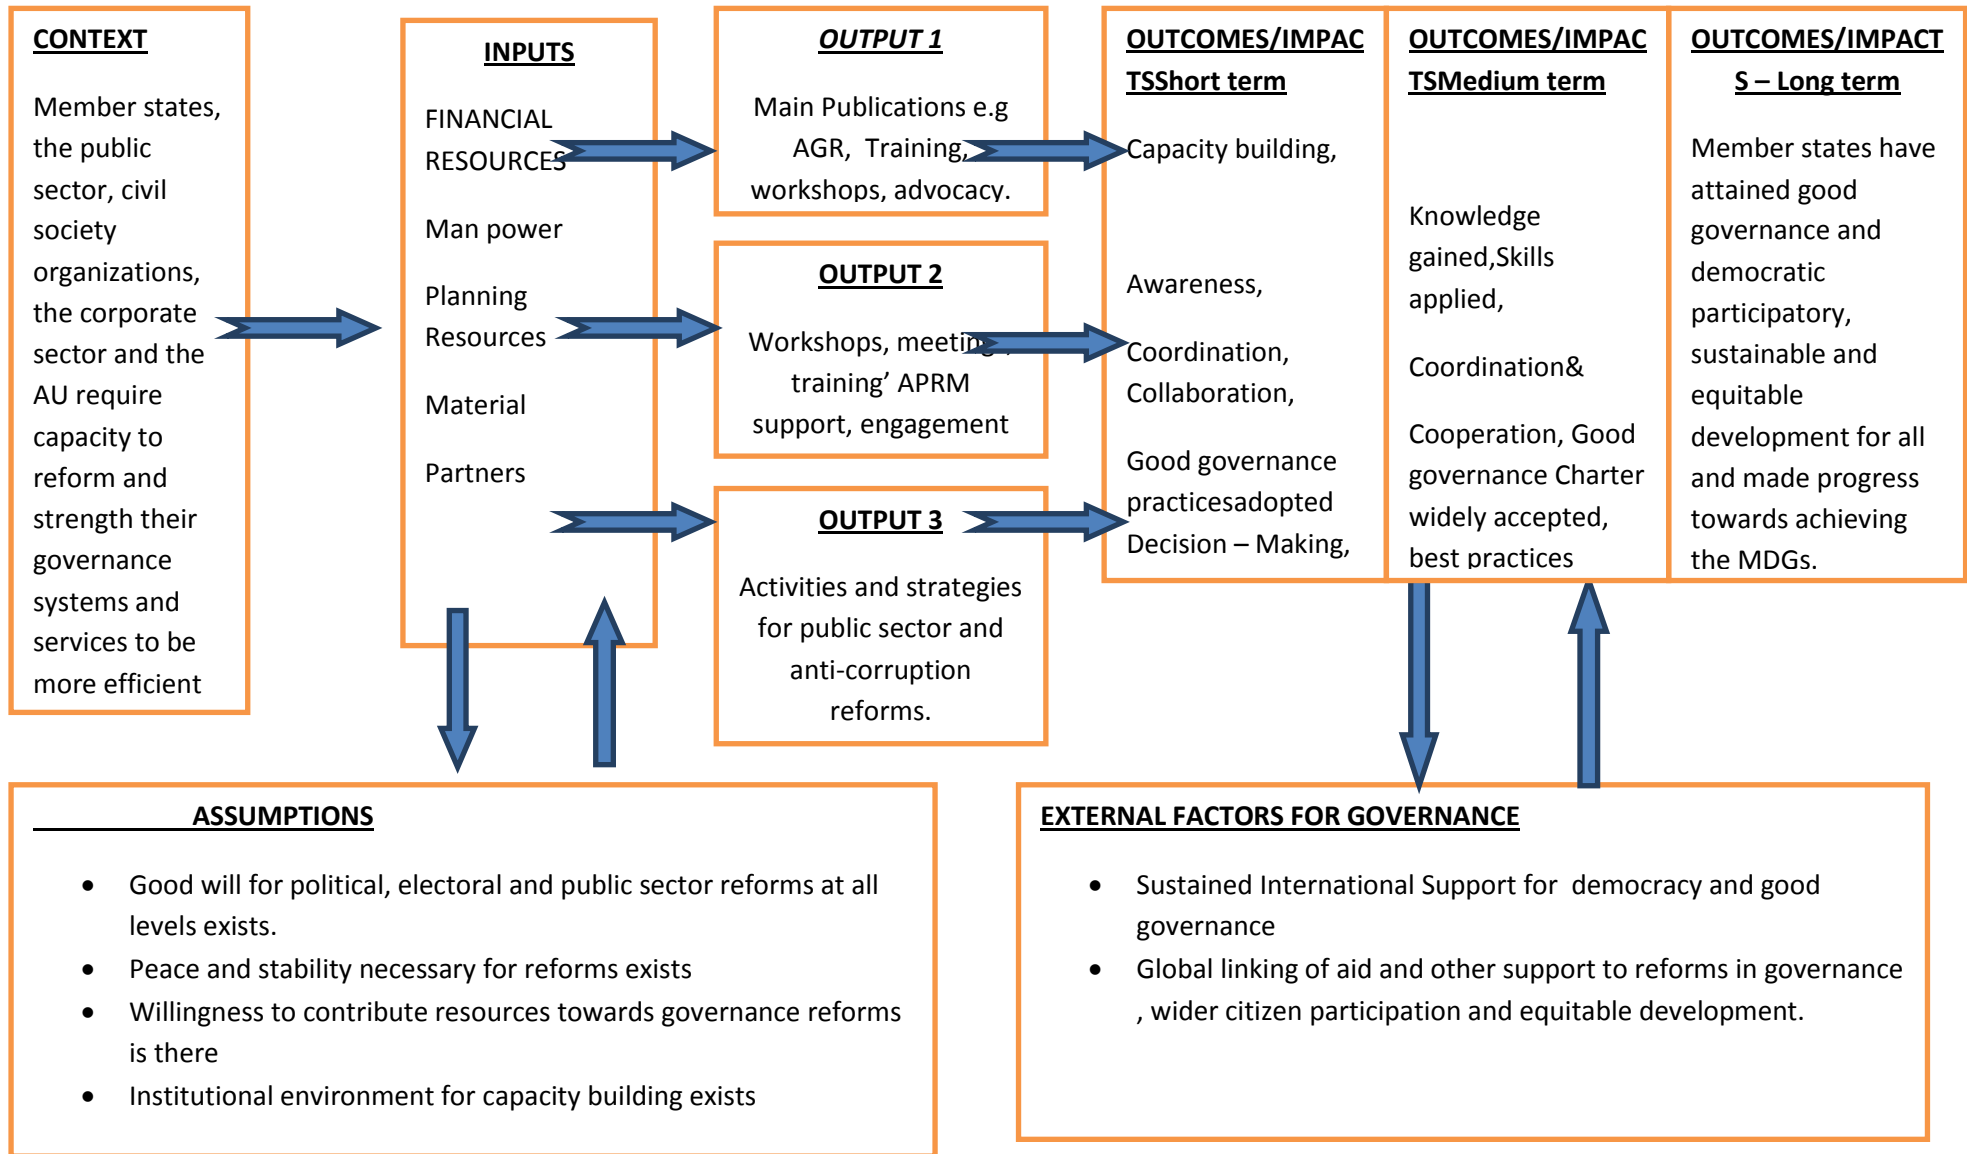 CONTEXT
Member states,
the public
sector, civil
society
organizations,
the corporate
sector and the
AU require
capacity to
reform and
strength their
governance
systems and
services to be
more efficient
INPUTS
FINANCIAL
RESOURCES
Man power
Planning
Resources
Material
Partners
OUTPUT 1
Main Publications e.g
AGR, Training,
workshops, advocacy.
OUTPUT 2
Workshops, meetings,
training’ APRM
support, engagement
OUTPUT 3
Activities and strategies
for public sector and
anti-corruption
reforms.
OUTCOMES/IMPAC
TSShort term
Capacity building,
Awareness,
Coordination,
Collaboration,
Good governance
practicesadopted
Decision – Making,
OUTCOMES/IMPAC
TSMedium term
Knowledge
gained,Skills
applied,
Coordination&
Cooperation, Good
governance Charter
widely accepted,
best practices
OUTCOMES/IMPACT
S – Long term
Member states have
attained good
governance and
democratic
participatory,
sustainable and
equitable
development for all
and made progress
towards achieving
the MDGs.
ASSUMPTIONS
• Good will for political, electoral and public sector reforms at all
levels exists.
• Peace and stability necessary for reforms exists
• Willingness to contribute resources towards governance reforms
is there
• Institutional environment for capacity building exists
EXTERNAL FACTORS FOR GOVERNANCE
• Sustained International Support for democracy and good
governance
• Global linking of aid and other support to reforms in governance
, wider citizen participation and equitable development.